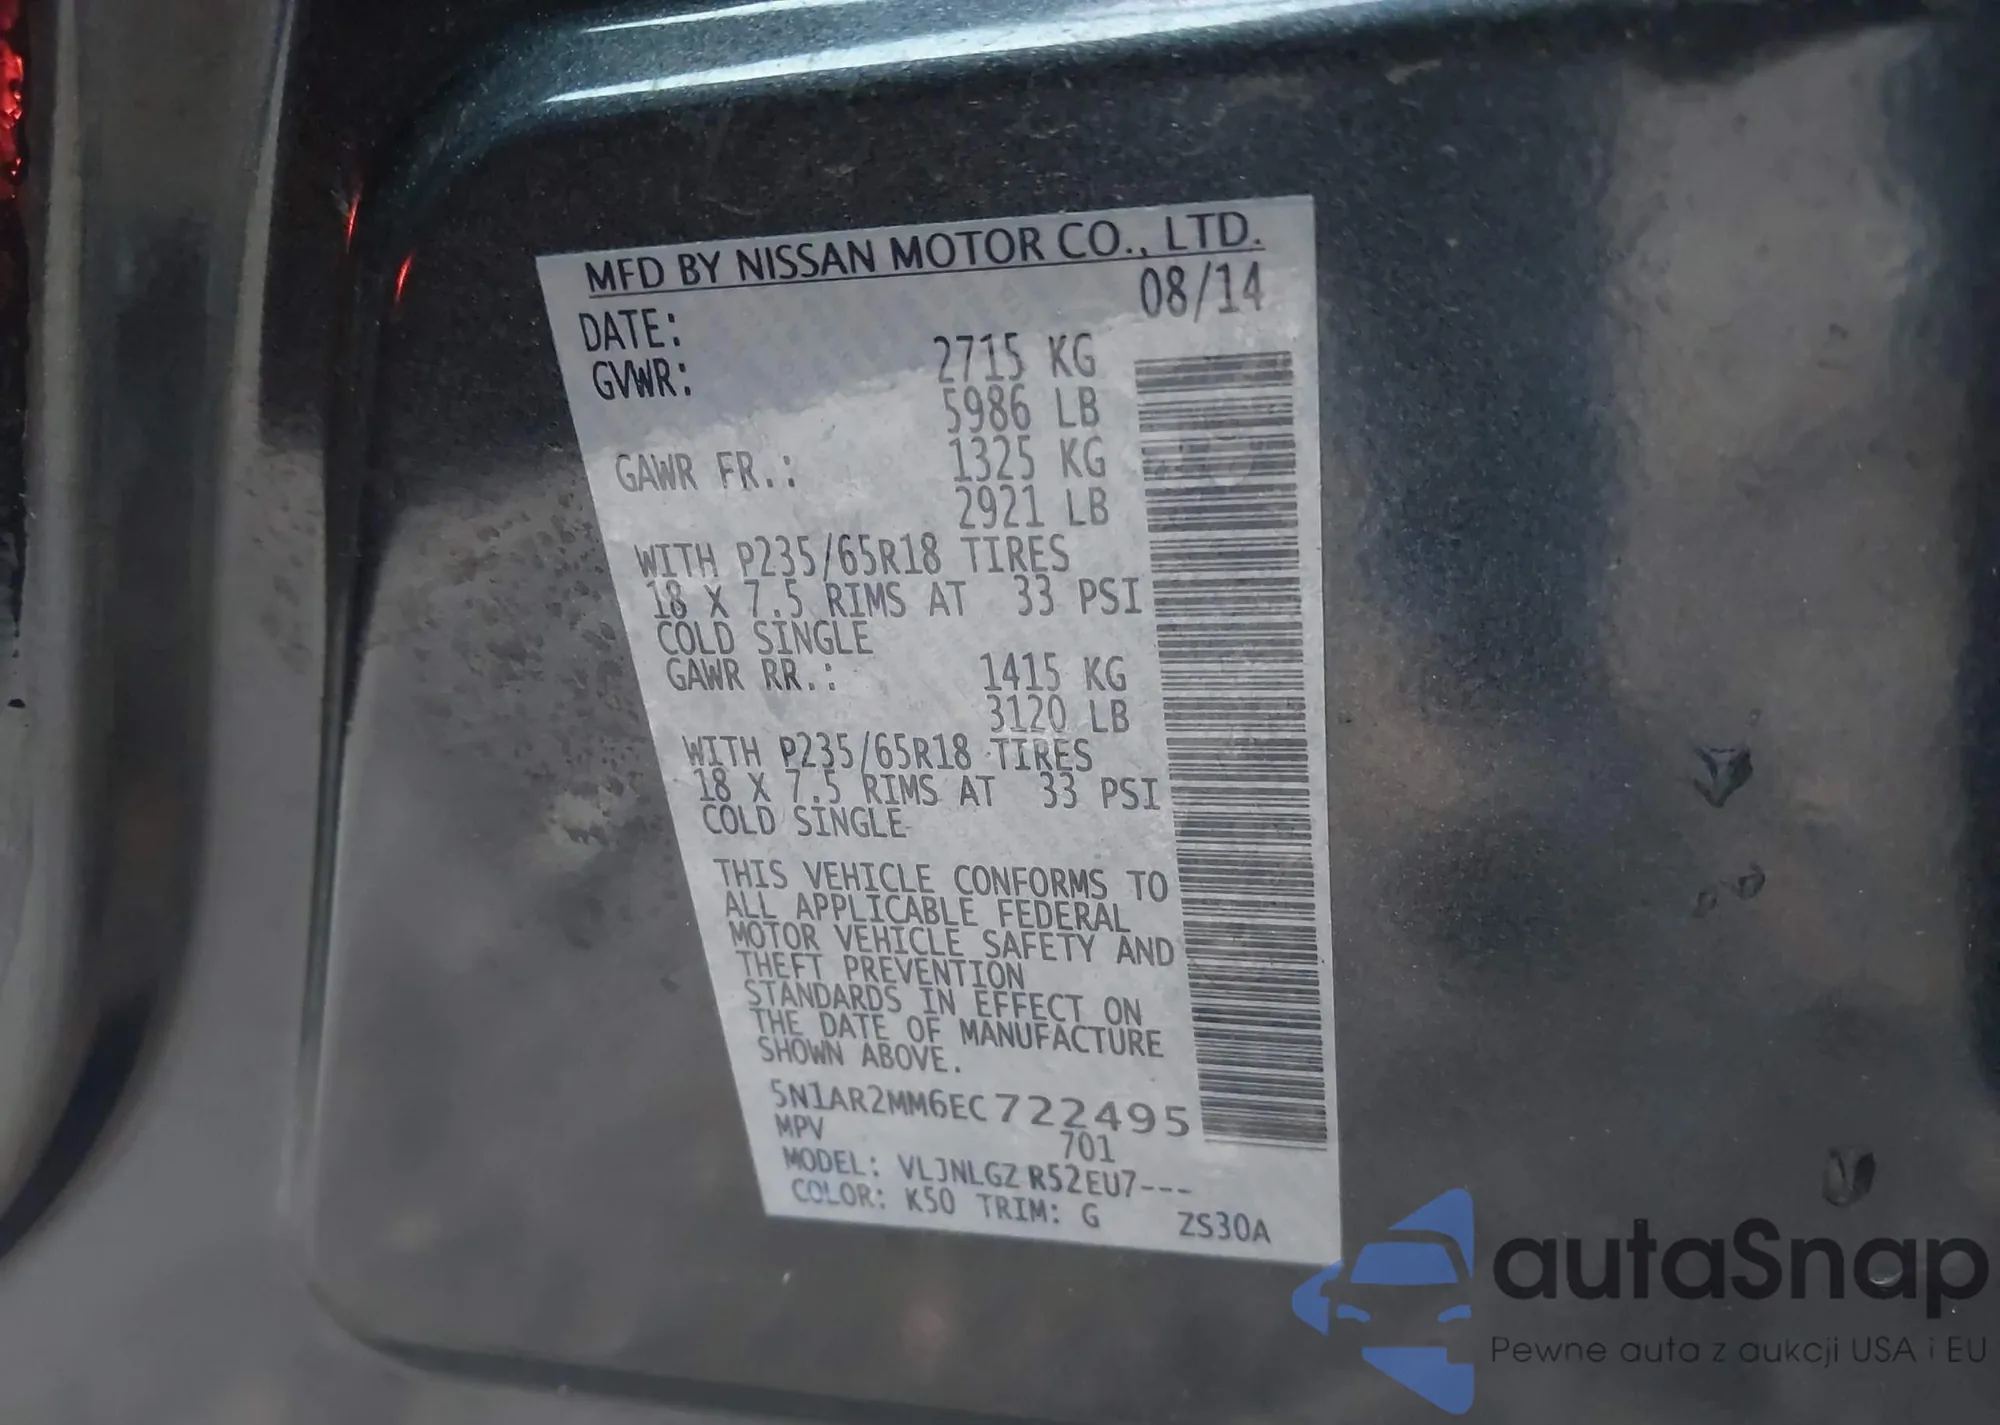 MFD BY NISSAN MOTOR CO., LTD.
DATE: 08/14
GVWR: 2715 KG
5986 LB
GAWR FR.: 1325 KG
2921 LB
WITH P235/65R18 TIRES
18 X 7.5 RIMS AT 33 PSI
COLD SINGLE
GAWR RR.: 1415 KG
3120 LB
WITH P235/65R18 TIRES
18 X 7.5 RIMS AT 33 PSI
COLD SINGLE
THIS VEHICLE CONFORMS TO
ALL APPLICABLE FEDERAL
MOTOR VEHICLE SAFETY AND
THEFT PREVENTION
STANDARDS IN EFFECT ON
THE DATE OF MANUFACTURE
SHOWN ABOVE.
5N1AR2MM6EC722495
MPV 701
MODEL: VLJNLGZ R52EU7---
COLOR: K50 TRIM: G ZS30A
autaSnap
Pewne auta z aukcji USA i EU